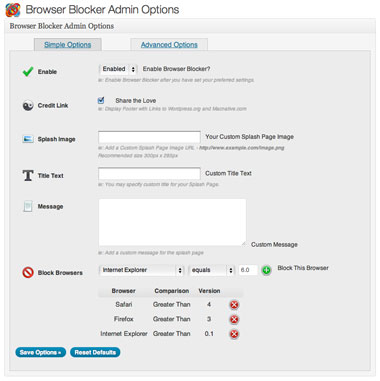 Browser Blocker Admin Options
Browser Blocker Admin Options
Simple Options Advanced Options
Enable Enabled Enable Browser Blocker?
ie: Enable Browser Blocker after you have set your preferred settings.
Credit Link Share the Love
ie: Display Footer with Links to Wordpress.org and Macnative.com
Splash Image Your Custom Splash Page Image
ie: Add a Custom Splash Page Image URL - http://www.example.com/image.png
Recommended size 500px x 285px
Title Text Custom Title Text
ie: You may specify custom title for your Splash Page.
Message
Custom Message
ie: Add a custom message for the splash page
Block Browsers Internet Explorer equals 6.0 Block This Browser
Browser Comparison Version
Safari Greater Than 4
Firefox Greater Than 3
Internet Explorer Greater Than 0.1
Save Options » Reset Defaults